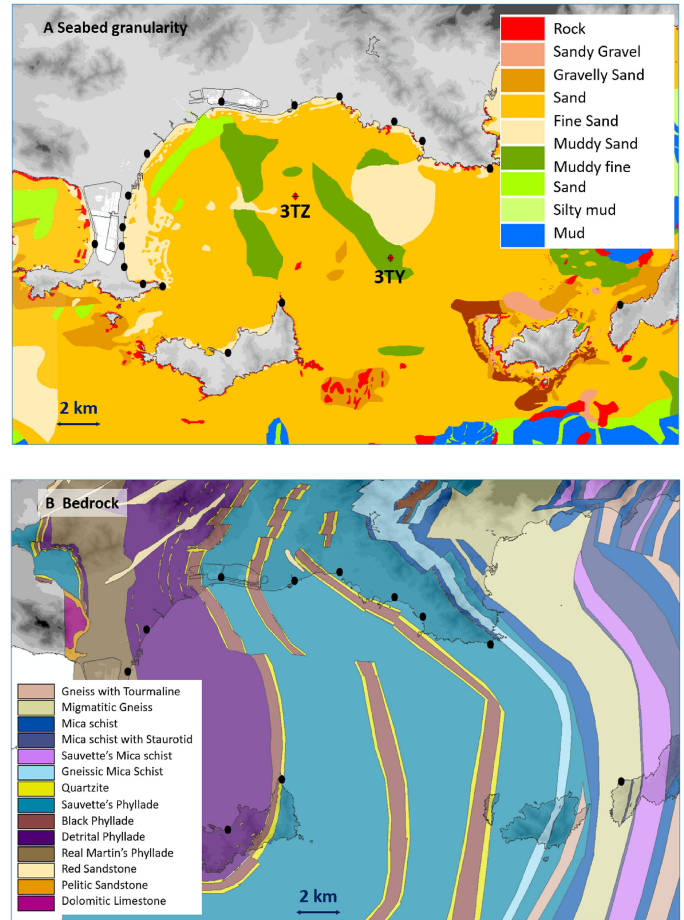 A Seabed granularity
Rock
Sandy Gravel
Gravelly Sand
Sand
Fine Sand
Muddy Sand
Muddy fine
Sand
Silty mud
Mud
3TZ
3TY
2 km
B Bedrock
Gneiss with Tourmaline
Migmatitic Gneiss
Mica schist
Mica schist with Staurotid
Sauvette's Mica schist
Gneissic Mica Schist
Quartzite
Sauvette's Phyllade
Black Phyllade
Detrital Phyllade
Real Martin's Phyllade
Red Sandstone
Pelitic Sandstone
Dolomitic Limestone
2 km